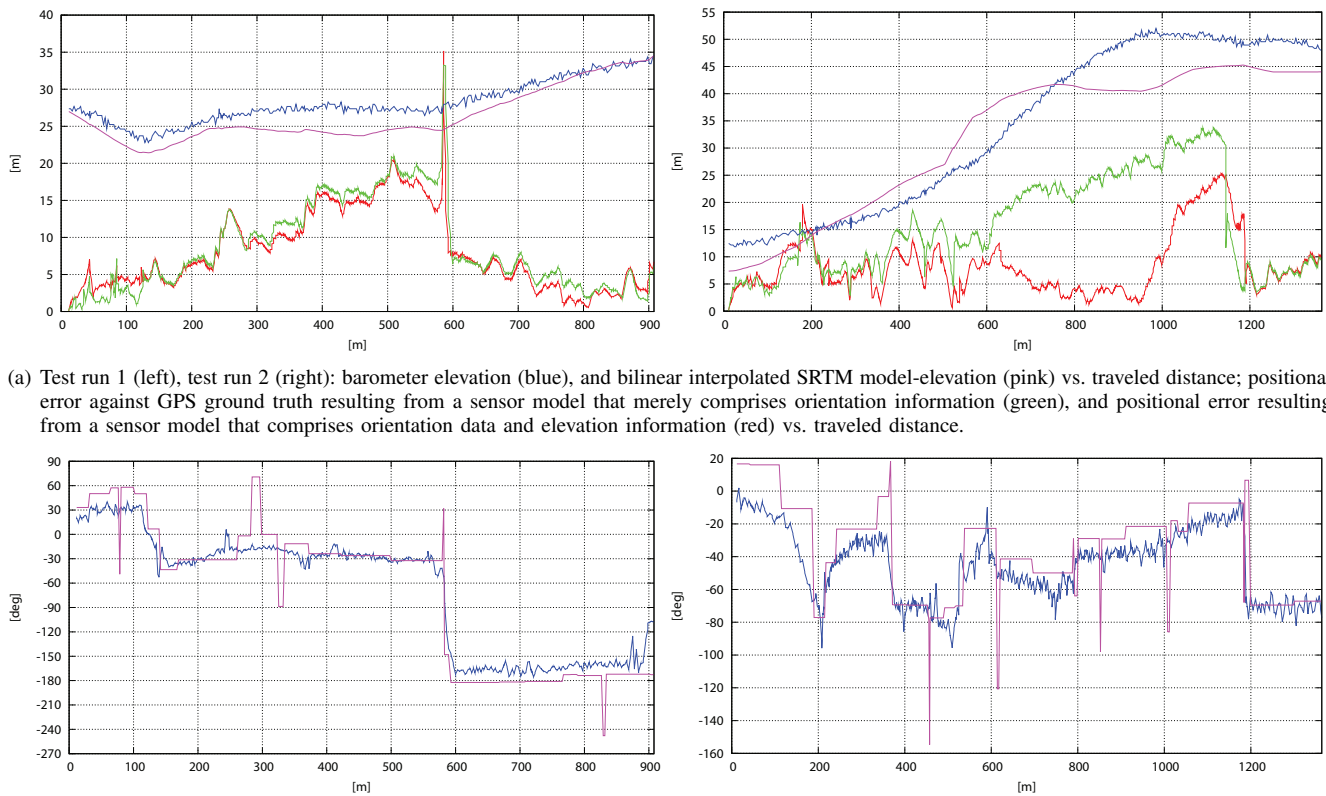 40
35
30
25
20
15
10
5
0
[m]
0 100 200 300 400 500 600 700 800 900
[m]
55
50
45
40
35
30
25
20
15
10
5
0
[m]
200 400 600 800 1000 1200
[m]
(a) Test run 1 (left), test run 2 (right): barometer elevation (blue), and bilinear interpolated SRTM model-elevation (pink) vs. traveled distance; positiona
error against GPS ground truth resulting from a sensor model that merely comprises orientation information (green), and positional error resulting
from a sensor model that comprises orientation data and elevation information (red) vs. traveled distance.
90
60
30
0
-30
-60
-90
-120
-150
-180
-210
-240
-270
[deg]
0 100 200 300 400 500 600 700 800 900
[m]
20
0
-20
-40
-60
-80
-100
-120
-140
-160
[deg]
0 200 400 600 800 1000 1200
[m]